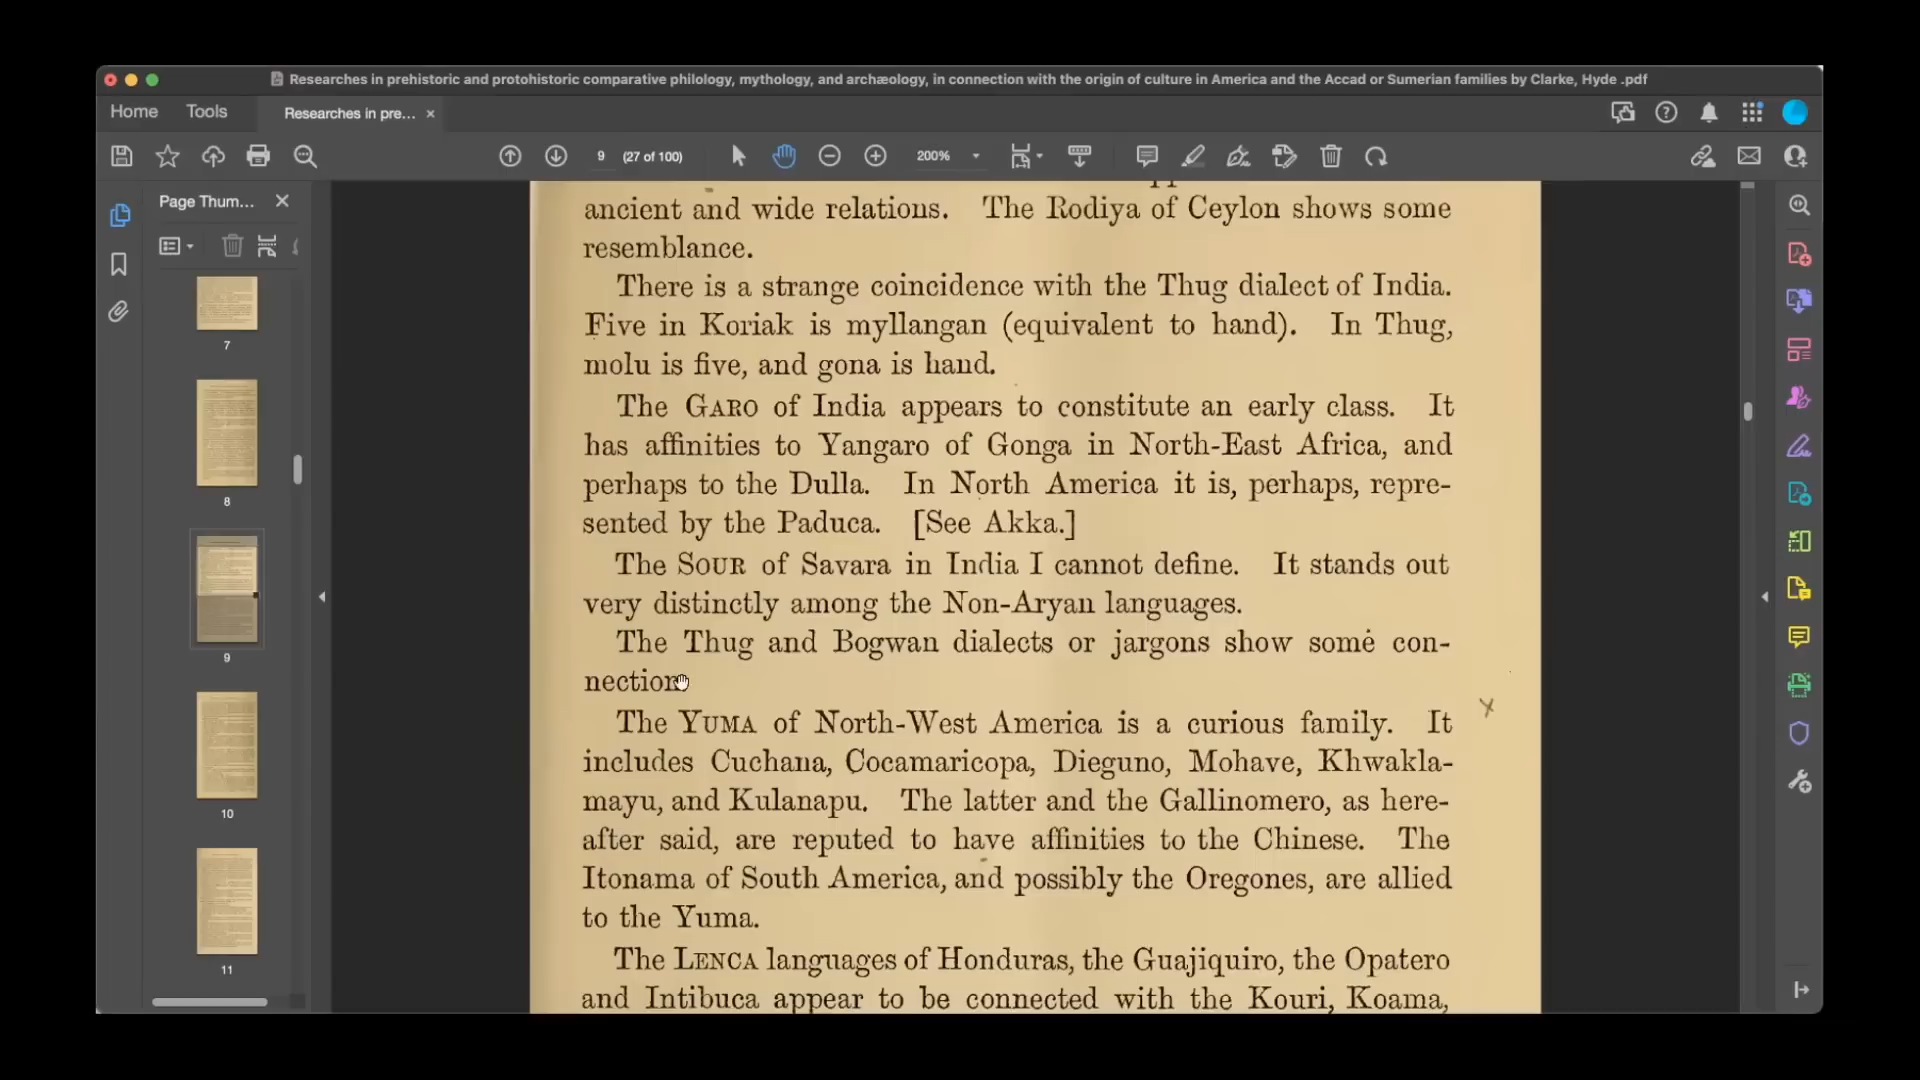 Researches in prehistoric and protohistoric comparative philology, mythology, and archæology, in connection with the origin of culture in America and the Accad or Sumerian families by Clarke, Hyde .pdf
Home Tools Researches in pre... ×
9 (27 of 100) 200%
Page Thum...
7
8
9
10
11
ancient and wide relations. The Rodiya of Ceylon shows some
resemblance.
There is a strange coincidence with the Thug dialect of India.
Five in Koriak is myllangan (equivalent to hand). In Thug,
molu is five, and gona is hand.
The GARO of India appears to constitute an early class. It
has affinities to Yangaro of Gonga in North-East Africa, and
perhaps to the Dulla. In North America it is, perhaps, repre-
sented by the Paduca. [See Akka.]
The SOUR of Savara in India I cannot define. It stands out
very distinctly among the Non-Aryan languages.
The Thug and Bogwan dialects or jargons show some con-
nection
The YUMA of North-West America is a curious family. It
includes Cuchana, Cocamaricopa, Dieguno, Mohave, Khwakla-
mayu, and Kulanapu. The latter and the Gallinomero, as here-
after said, are reputed to have affinities to the Chinese. The
Itonama of South America, and possibly the Oregones, are allied
to the Yuma.
The LENCA languages of Honduras, the Guajiquiro, the Opatero
and Intibuca appear to be connected with the Kouri, Koama,